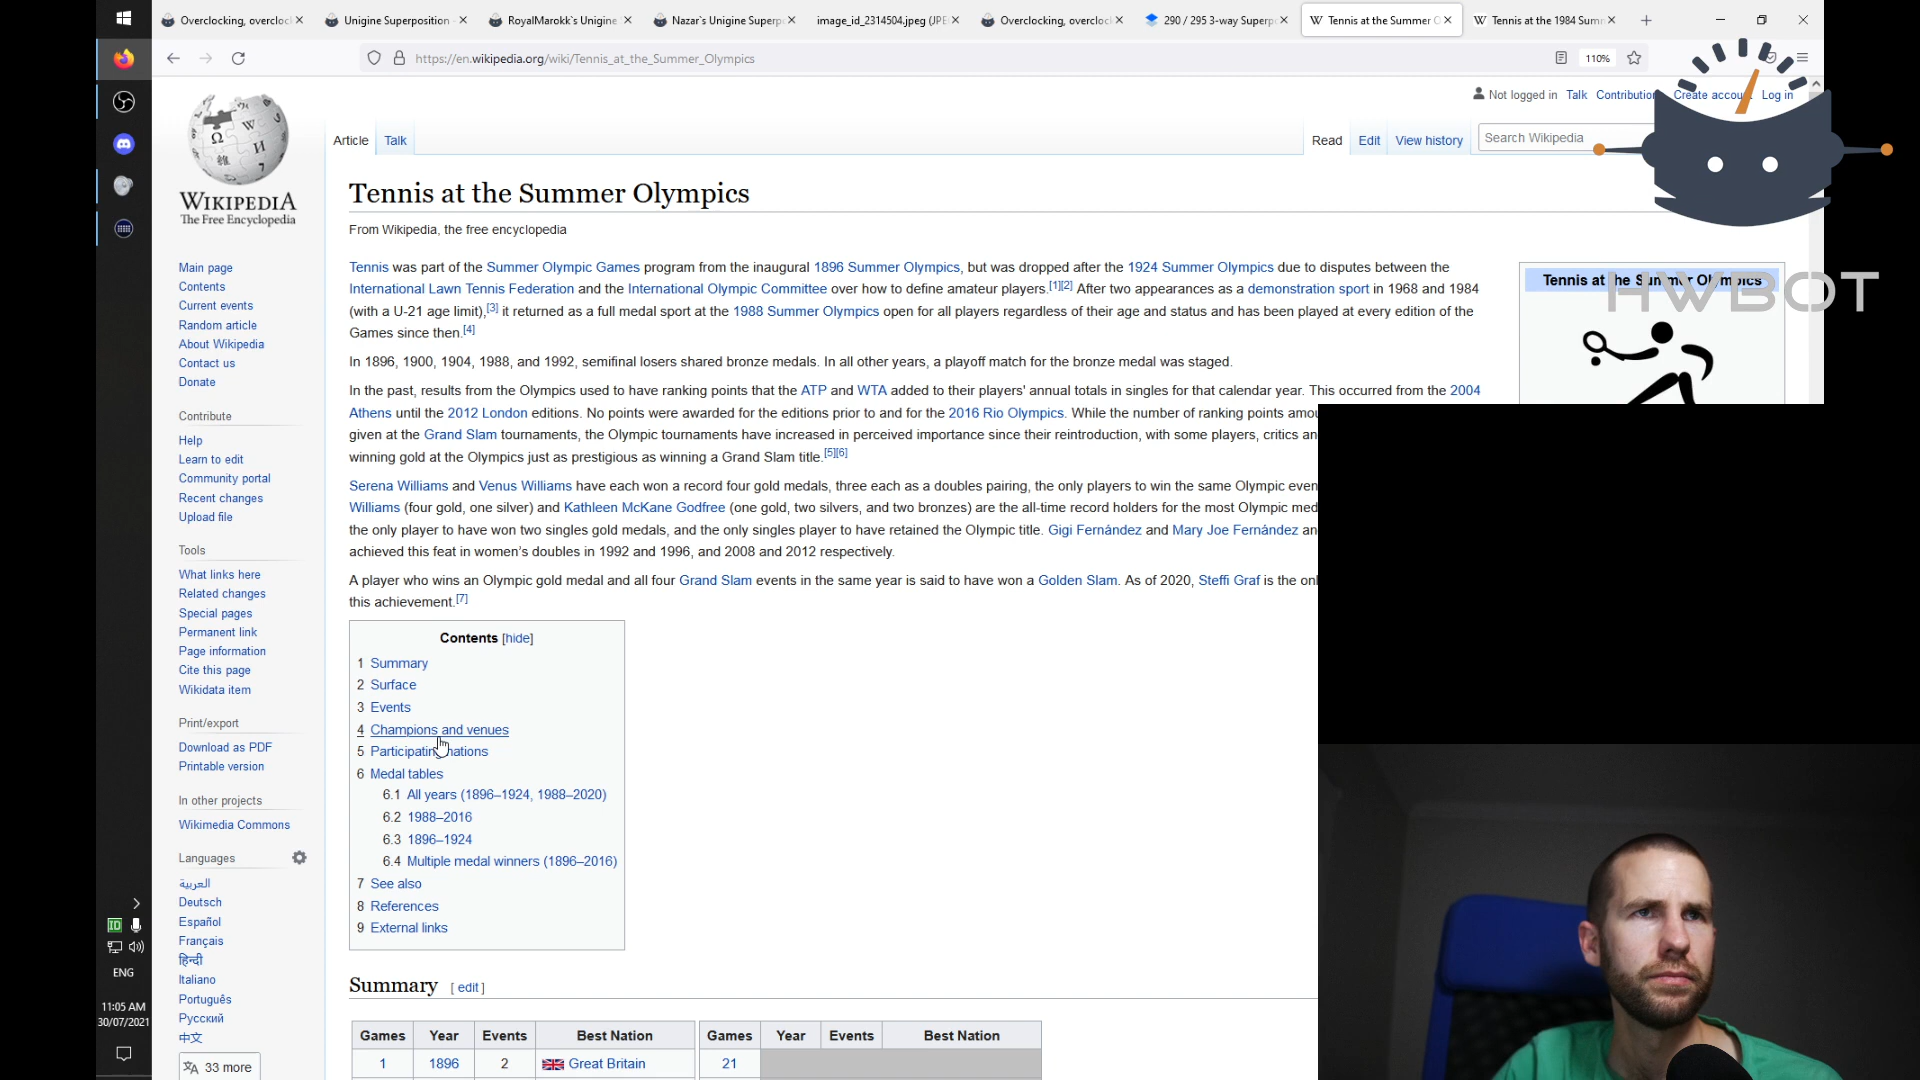 Overclocking, overcloc
Unigine Superposition -
RoyalMarokk`s Unigine
Nazar`s Unigine Superp
image_id_2314504.jpeg (JPE
Overclocking, overcloc
290 / 295 3-way Superp
Tennis at the Summer O
Tennis at the 1984 Sum
https://en.wikipedia.org/wiki/Tennis_at_the_Summer_Olympics
110%
Not logged in Talk Contribution Create accou Log in
WIKIPEDIA
The Free Encyclopedia
Article Talk
Read Edit View history Search Wikipedia
HWBOT
Main page
Contents
Current events
Random article
About Wikipedia
Contact us
Donate
Contribute
Help
Learn to edit
Community portal
Recent changes
Upload file
Tools
What links here
Related changes
Special pages
Permanent link
Page information
Cite this page
Wikidata item
Print/export
Download as PDF
Printable version
In other projects
Wikimedia Commons
Languages
العربية
Deutsch
Español
Français
हिन्दी
Italiano
Português
Русский
中文
33 more
Tennis at the Summer Olympics
From Wikipedia, the free encyclopedia
Tennis was part of the Summer Olympic Games program from the inaugural 1896 Summer Olympics, but was dropped after the 1924 Summer Olympics due to disputes between the
International Lawn Tennis Federation and the International Olympic Committee over how to define amateur players.[1][2] After two appearances as a demonstration sport in 1968 and 1984
(with a U-21 age limit),[3] it returned as a full medal sport at the 1988 Summer Olympics open for all players regardless of their age and status and has been played at every edition of the
Games since then.[4]
In 1896, 1900, 1904, 1988, and 1992, semifinal losers shared bronze medals. In all other years, a playoff match for the bronze medal was staged.
In the past, results from the Olympics used to have ranking points that the ATP and WTA added to their players' annual totals in singles for that calendar year. This occurred from the 2004
Athens until the 2012 London editions. No points were awarded for the editions prior to and for the 2016 Rio Olympics. While the number of ranking points amou
given at the Grand Slam tournaments, the Olympic tournaments have increased in perceived importance since their reintroduction, with some players, critics an
winning gold at the Olympics just as prestigious as winning a Grand Slam title.[5][6]
Serena Williams and Venus Williams have each won a record four gold medals, three each as a doubles pairing, the only players to win the same Olympic even
Williams (four gold, one silver) and Kathleen McKane Godfree (one gold, two silvers, and two bronzes) are the all-time record holders for the most Olympic med
the only player to have won two singles gold medals, and the only singles player to have retained the Olympic title. Gigi Fernández and Mary Joe Fernández an
achieved this feat in women's doubles in 1992 and 1996, and 2008 and 2012 respectively.
A player who wins an Olympic gold medal and all four Grand Slam events in the same year is said to have won a Golden Slam. As of 2020, Steffi Graf is the onl
this achievement.[7]
Tennis at the Summer Olympics
Contents [hide]
1 Summary
2 Surface
3 Events
4 Champions and venues
5 Participating nations
6 Medal tables
6.1 All years (1896–1924, 1988–2020)
6.2 1988–2016
6.3 1896–1924
6.4 Multiple medal winners (1896–2016)
7 See also
8 References
9 External links
Summary [ edit ]
Games Year Events Best Nation Games Year Events Best Nation
1 1896 2 Great Britain 21
ID
ENG
11:05 AM
30/07/2021